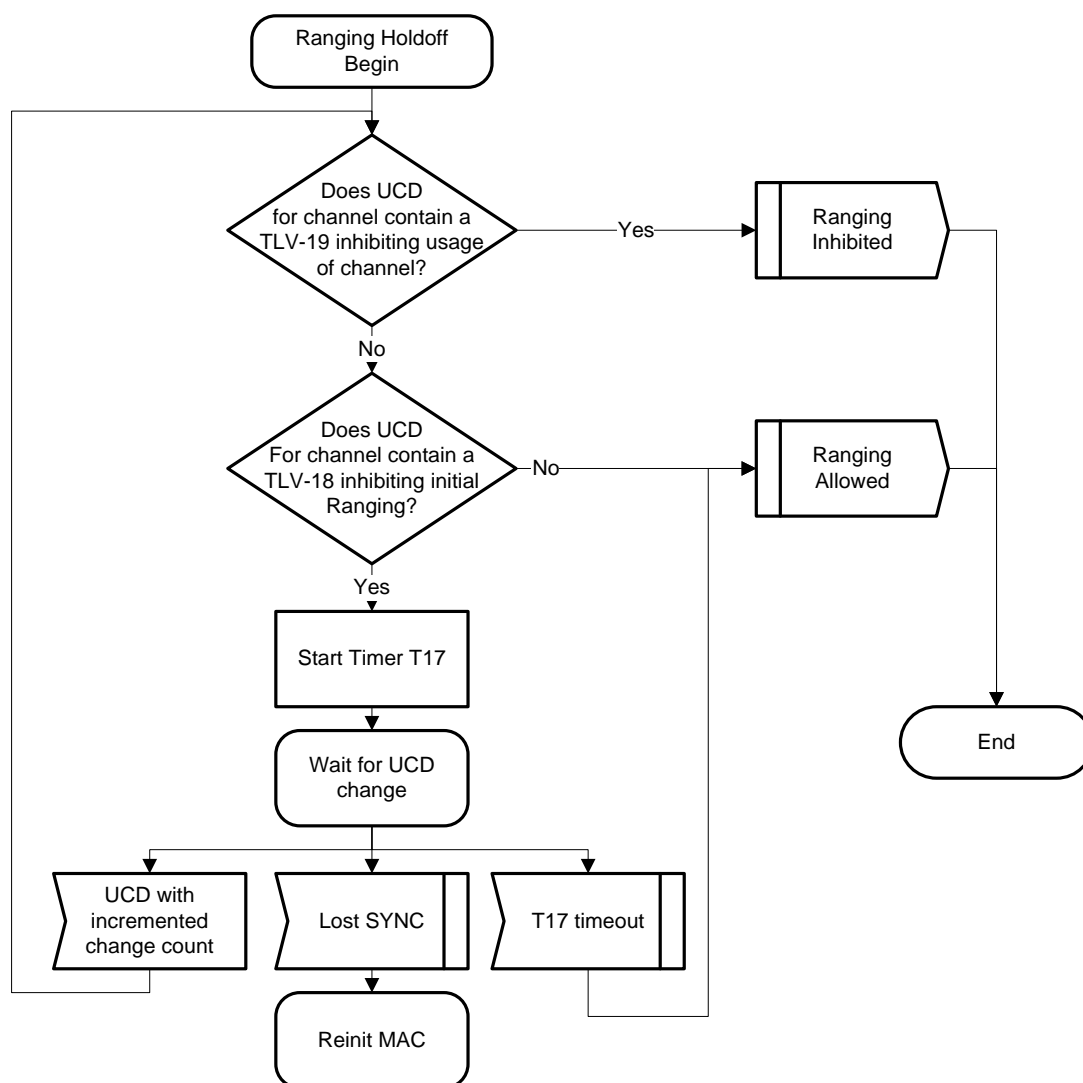 Ranging Holdoff
Begin
Does UCD
for channel contain a
TLV-19 inhibiting usage
of channel?
Yes
Ranging
Inhibited
No
Does UCD
For channel contain a
TLV-18 inhibiting initial
Ranging?
No
Ranging
Allowed
Yes
Start Timer T17
End
Wait for UCD
change
UCD with
incremented
change count
Lost SYNC
T17 timeout
Reinit MAC